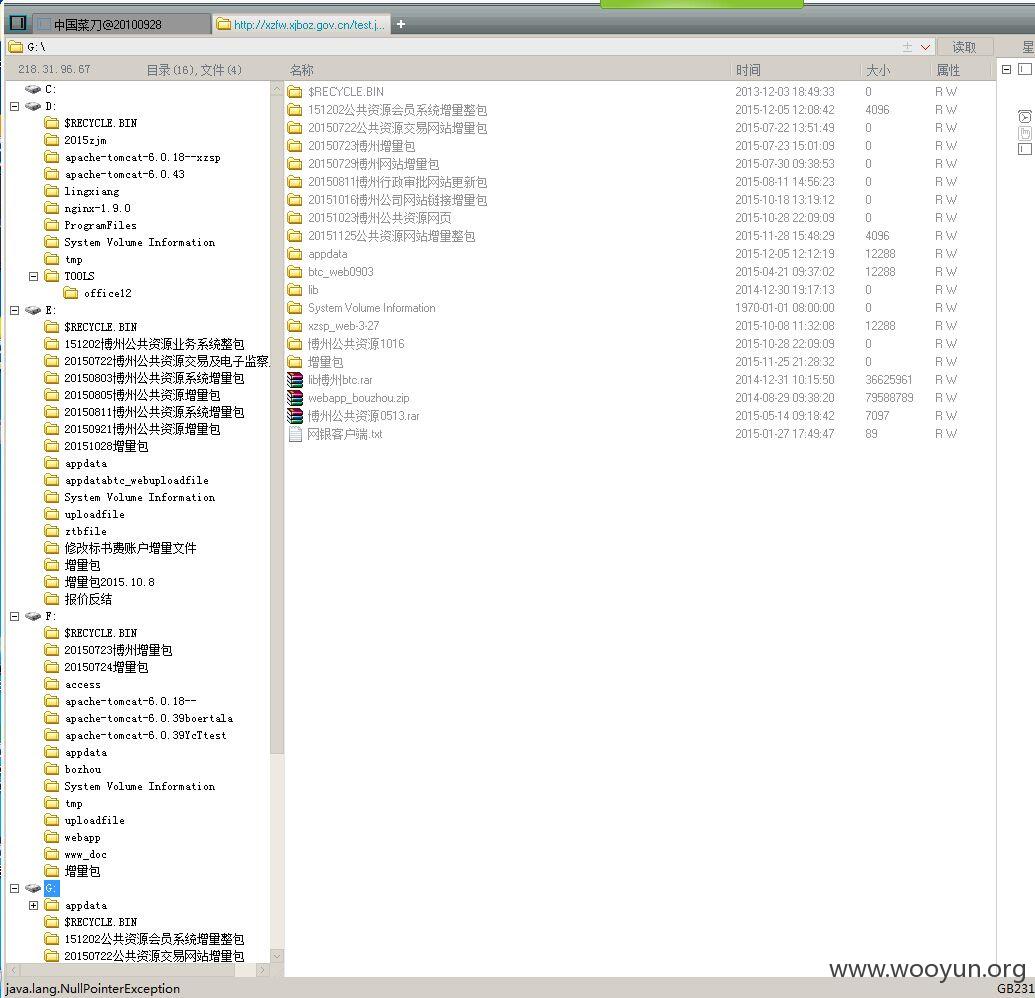 中国菜刀@20100928
http://xzfw.xjboz.gov.cn/test.j...
+
G:\
读取
218.31.96.67
目录(16),文件(4)
名称 时间 大小 属性
C:
D:
$RECYCLE.BIN
2015zjm
apache-tomcat-6.0.18--xzsp
apache-tomcat-6.0.43
lingxiang
nginx-1.9.0
ProgramFiles
System Volume Information
tmp
TOOLS
office12
E:
$RECYCLE.BIN
151202博州公共资源业务系统整包
20150722博州公共资源交易及电子监察
20150803博州公共资源系统增量包
20150805博州公共资源增量包
20150811博州公共资源系统增量包
20150921博州公共资源增量包
20151028增量包
appdata
appdatabtc_webuploadfile
System Volume Information
uploadfile
ztbfile
修改标书费账户增量文件
增量包
增量包2015.10.8
报价反结
F:
$RECYCLE.BIN
20150723博州增量包
20150724增量包
access
apache-tomcat-6.0.18--
apache-tomcat-6.0.39boertala
apache-tomcat-6.0.39YcTtest
appdata
bozhou
System Volume Information
tmp
uploadfile
webapp
www_doc
增量包
G:
appdata
$RECYCLE.BIN
151202公共资源会员系统增量整包
20150722公共资源交易网站增量包
$RECYCLE.BIN 2013-12-03 18:49:33 0 R W
151202公共资源会员系统增量整包 2015-12-05 12:08:42 4096 R W
20150722公共资源交易网站增量包 2015-07-22 13:51:49 0 R W
20150723博州增量包 2015-07-23 15:01:09 0 R W
20150729博州网站增量包 2015-07-30 09:38:53 0 R W
20150811博州行政审批网站更新包 2015-08-11 14:56:23 0 R W
20151016博州公司网站链接增量包 2015-10-18 13:19:12 0 R W
20151023博州公共资源网页 2015-10-28 22:09:09 0 R W
20151125公共资源网站增量整包 2015-11-28 15:48:29 4096 R W
appdata 2015-12-05 12:12:19 12288 R W
btc_web0903 2015-04-21 09:37:02 12288 R W
lib 2014-12-30 19:17:13 0 R W
System Volume Information 1970-01-01 08:00:00 0 R W
xzsp_web-3-27 2015-10-08 11:32:08 12288 R W
博州公共资源1016 2015-10-28 22:09:09 0 R W
增量包 2015-11-25 21:28:32 0 R W
lib博州btc.rar 2014-12-31 10:15:50 36625961 R W
webapp_bouzhou.zip 2014-08-29 09:38:20 79588789 R W
博州公共资源0513.rar 2015-05-14 09:18:42 7097 R W
网银客户端.txt 2015-01-27 17:49:47 89 R W
www.wooyun.org
java.lang.NullPointerException
GB231